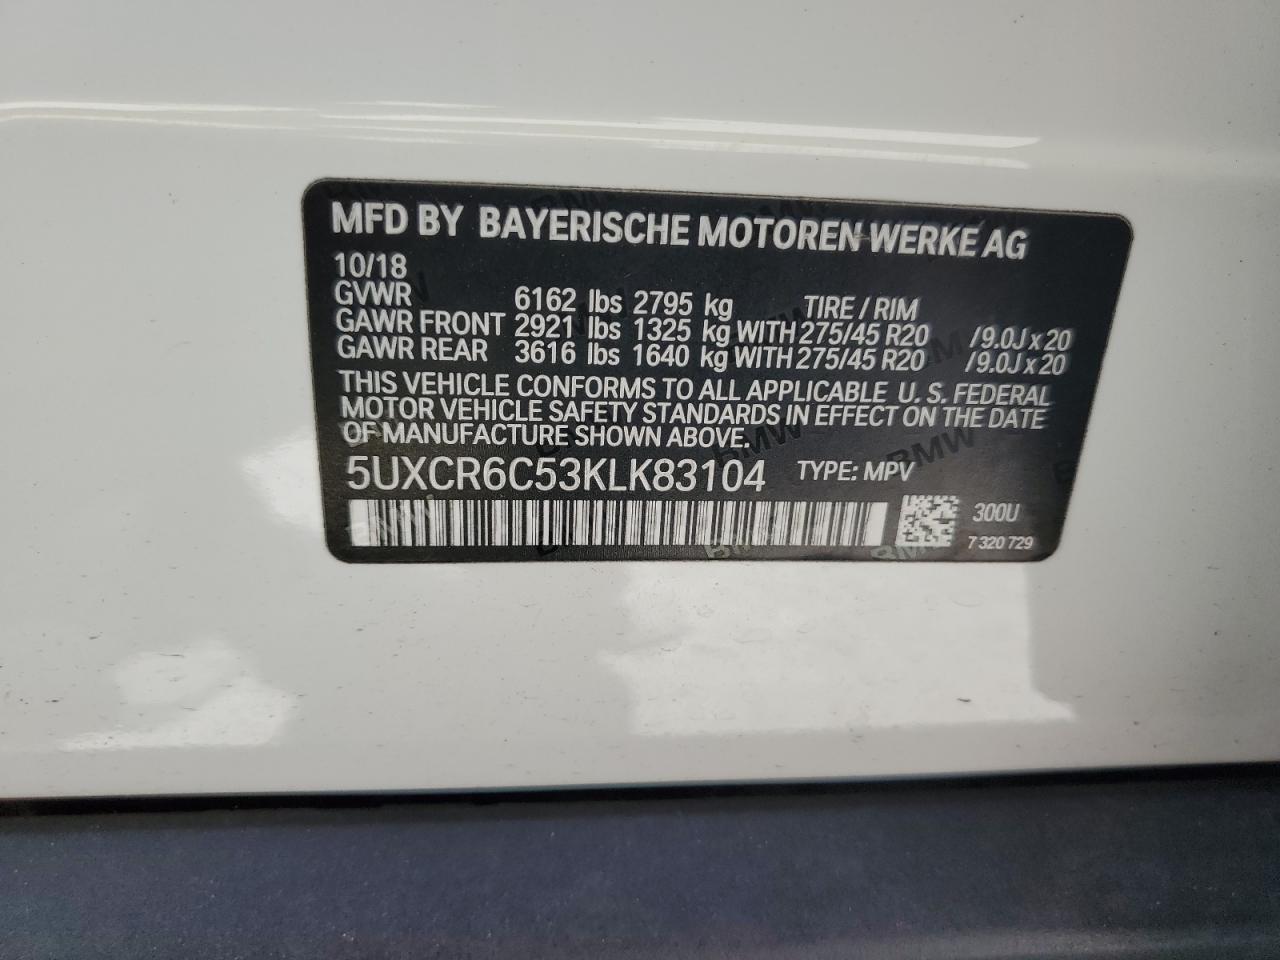 MFD BY BAYERISCHE MOTOREN WERKE AG
10/18
GVWR 6162 lbs 2795 kg TIRE / RIM
GAWR FRONT 2921 lbs 1325 kg WITH 275/45 R20 /9.0J x 20
GAWR REAR 3616 lbs 1640 kg WITH 275/45 R20 /9.0J x 20
THIS VEHICLE CONFORMS TO ALL APPLICABLE U. S. FEDERAL
MOTOR VEHICLE SAFETY STANDARDS IN EFFECT ON THE DATE
OF MANUFACTURE SHOWN ABOVE.
5UXCR6C53KLK83104 TYPE: MPV
300U
7 320 729